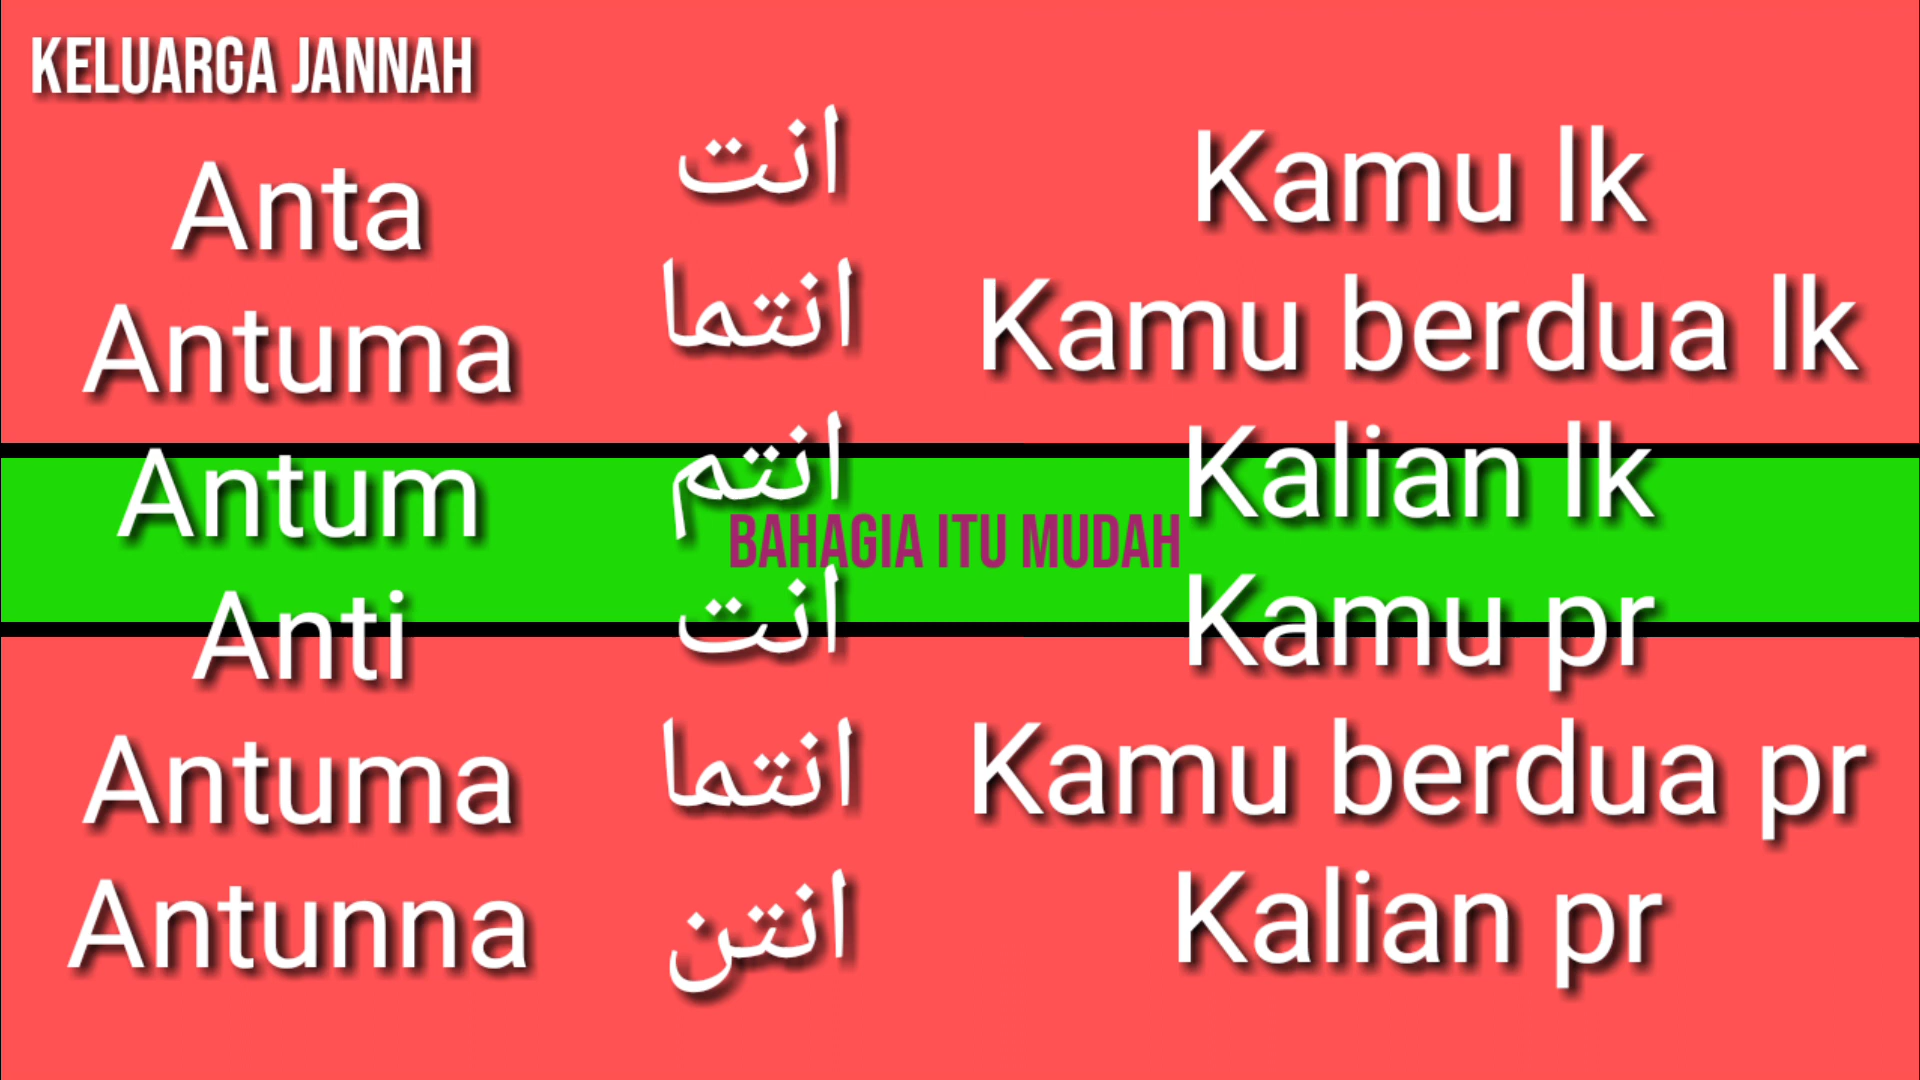 KELUARGA JANNAH
Anta انت Kamu lk
Antuma انتما Kamu berdua lk
Antum انتم Kalian lk
BAHAGIA ITU MUDAH
Anti انت Kamu pr
Antuma انتما Kamu berdua pr
Antunna انتن Kalian pr